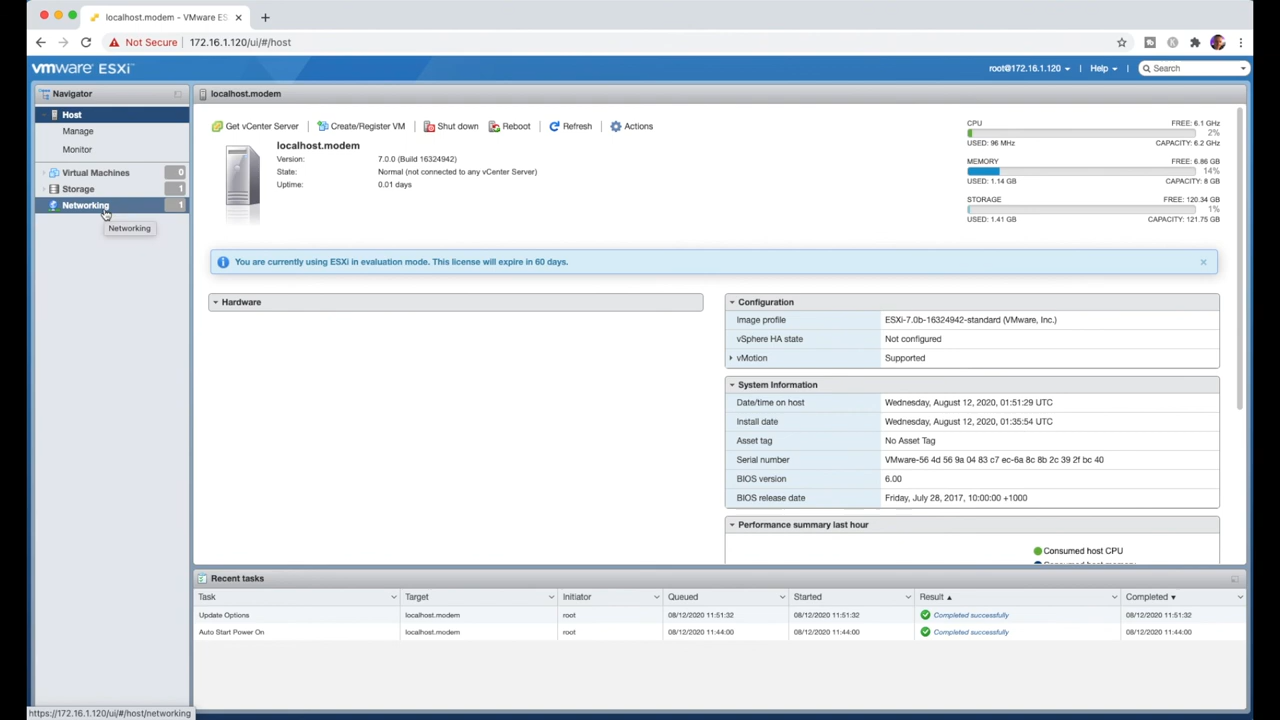 localhost.modem - VMware ES
Not Secure
172.16.1.120/ui/#/host
vmware ESXi
root@172.16.1.120
Help
Search
Navigator
Host
Manage
Monitor
Virtual Machines
0
Storage
1
Networking
1
Networking
localhost.modem
Get vCenter Server
Create/Register VM
Shut down
Reboot
Refresh
Actions
localhost.modem
Version: 7.0.0 (Build 16324942)
State: Normal (not connected to any vCenter Server)
Uptime: 0.01 days
CPU FREE: 6.1 GHz
2%
USED: 96 MHz CAPACITY: 6.2 GHz
MEMORY FREE: 6.86 GB
14%
USED: 1.14 GB CAPACITY: 8 GB
STORAGE FREE: 120.34 GB
1%
USED: 1.41 GB CAPACITY: 121.75 GB
You are currently using ESXi in evaluation mode. This license will expire in 60 days.
Hardware
Configuration
Image profile ESXi-7.0b-16324942-standard (VMware, Inc.)
vSphere HA state Not configured
vMotion Supported
System Information
Date/time on host Wednesday, August 12, 2020, 01:51:29 UTC
Install date Wednesday, August 12, 2020, 01:35:54 UTC
Asset tag No Asset Tag
Serial number VMware-56 4d 56 9a 04 83 c7 ec-6a 8c 8b 2c 39 2f bc 40
BIOS version 6.00
BIOS release date Friday, July 28, 2017, 10:00:00 +1000
Performance summary last hour
Consumed host CPU
Consumed host memory
Recent tasks
Task Target Initiator Queued Started Result Completed
Update Options localhost.modem root 08/12/2020 11:51:32 08/12/2020 11:51:32 Completed successfully 08/12/2020 11:51:32
Auto Start Power On localhost.modem root 08/12/2020 11:44:00 08/12/2020 11:44:00 Completed successfully 08/12/2020 11:44:00
https://172.16.1.120/ui/#/host/networking